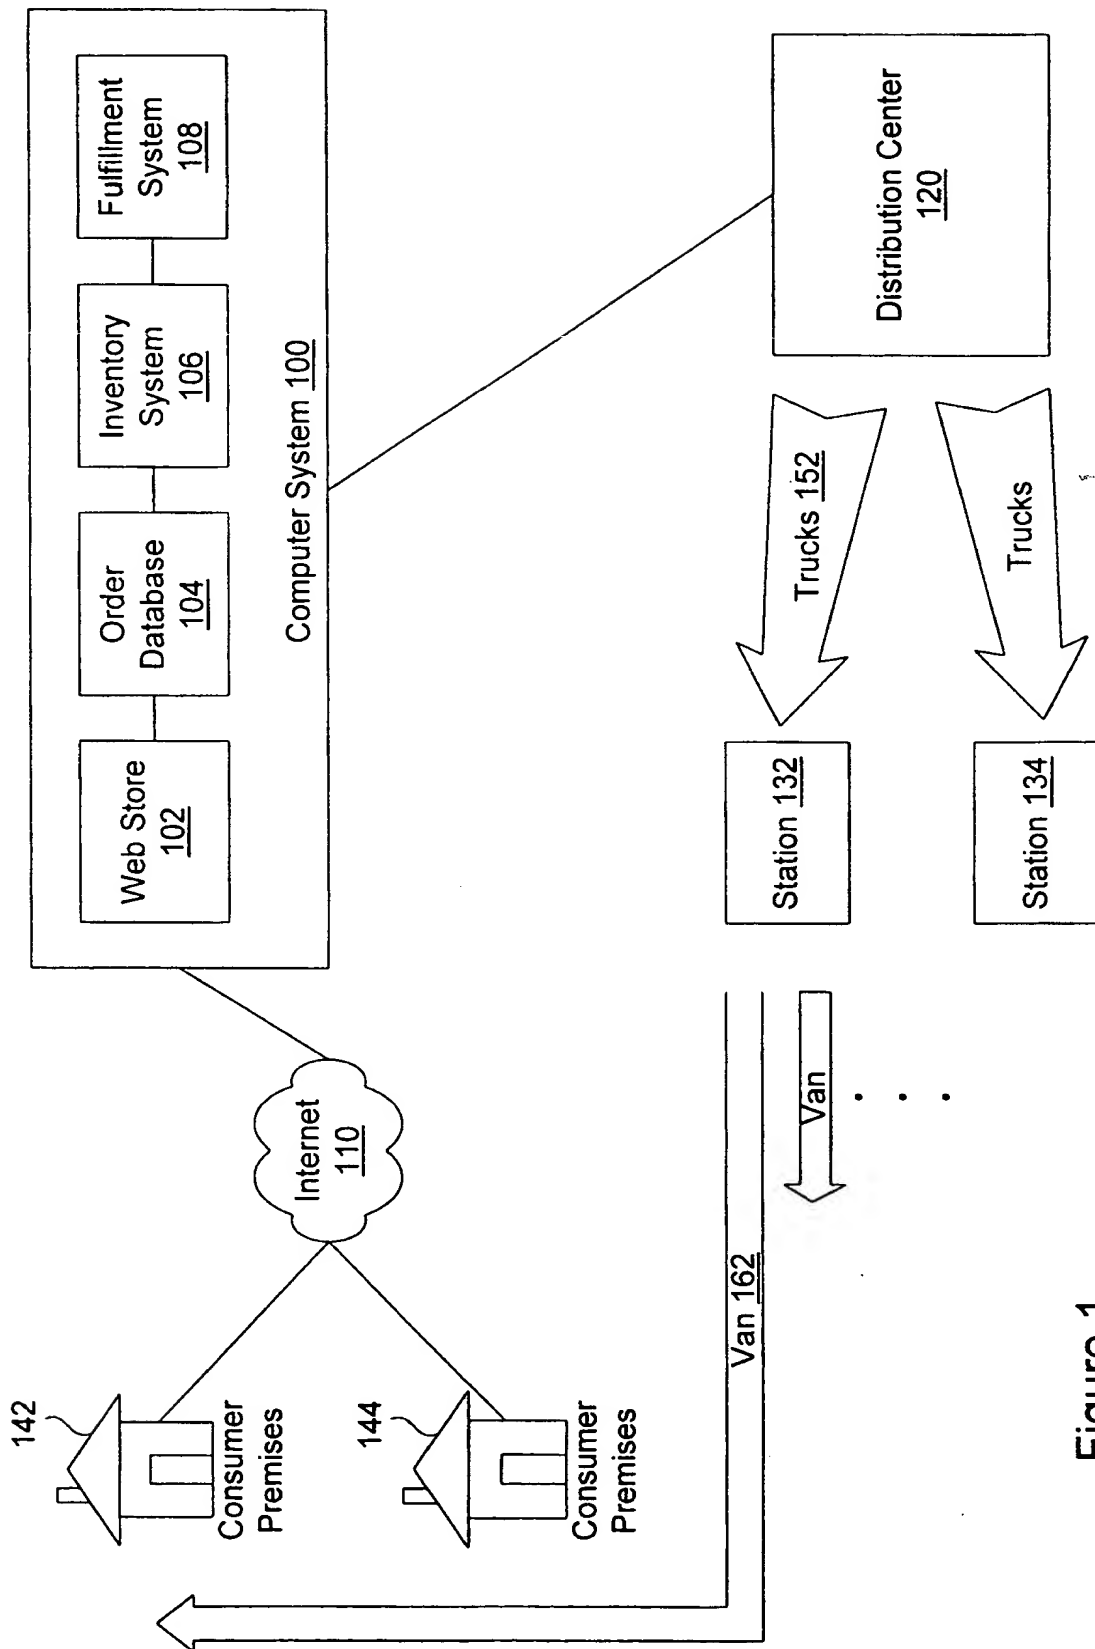 142
Consumer
Premises
144
Consumer
Premises
Internet
110
Web Store
102
Order
Database
104
Inventory
System
106
Fulfillment
System
108
Computer System 100
Van 162
Van
Station 132
Station 134
Trucks 152
Trucks
Distribution Center
120
Figure 1